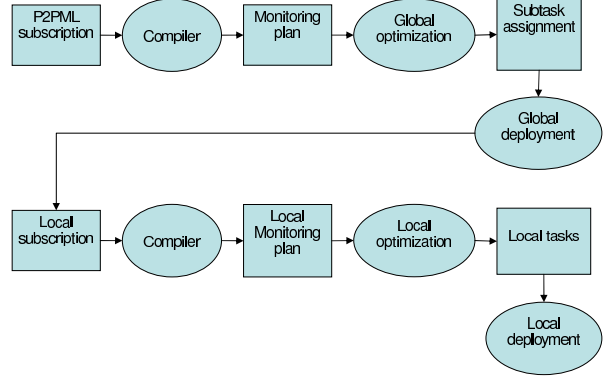 P2PML
subscription
Compiler
Monitoring
plan
Global
optimization
Subtask
assignment
Global
deployment
Local
subscription
Compiler
Local
Monitoring
plan
Local
optimization
Local tasks
Local
deployment